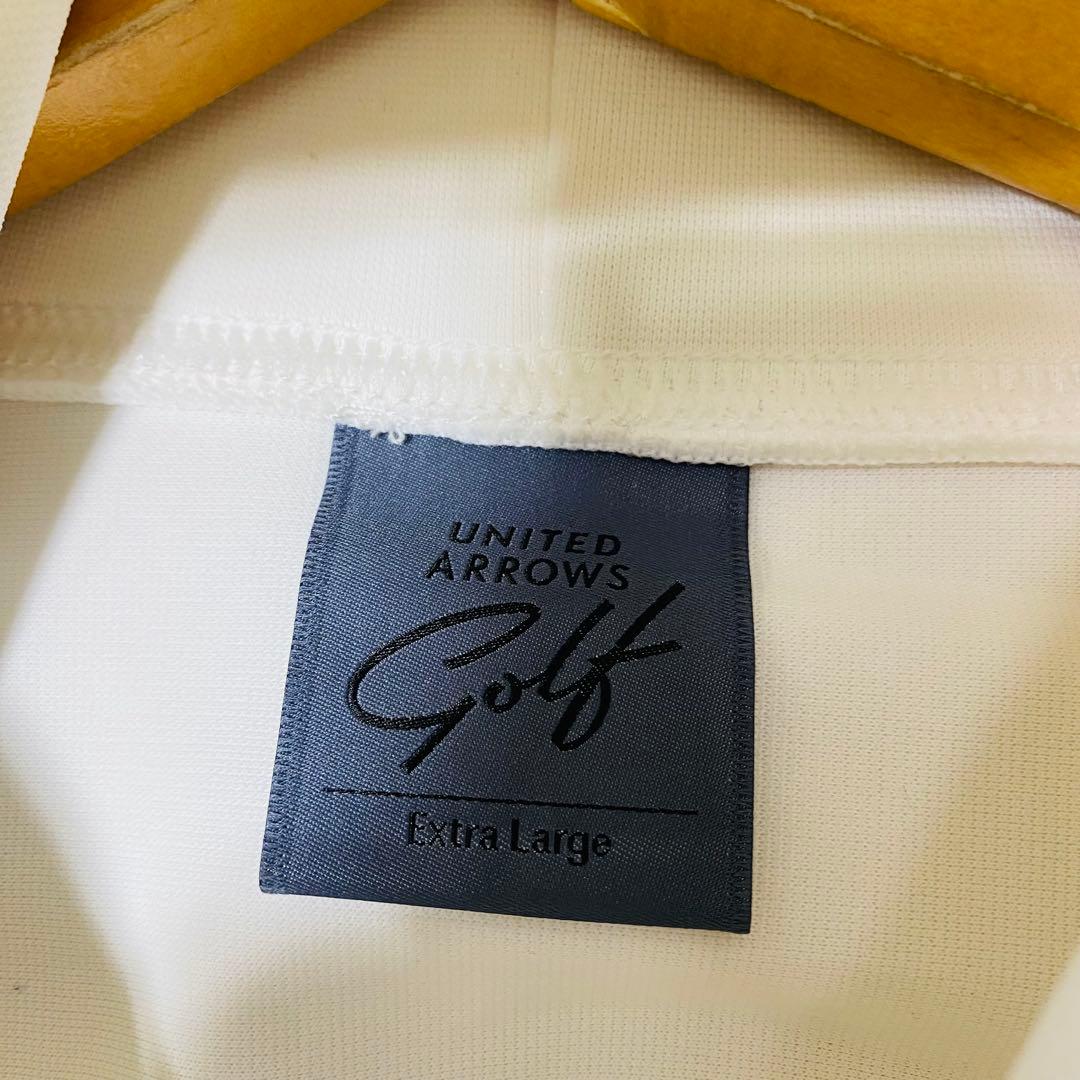 UNITED
ARROWS
Golf
Extra Large